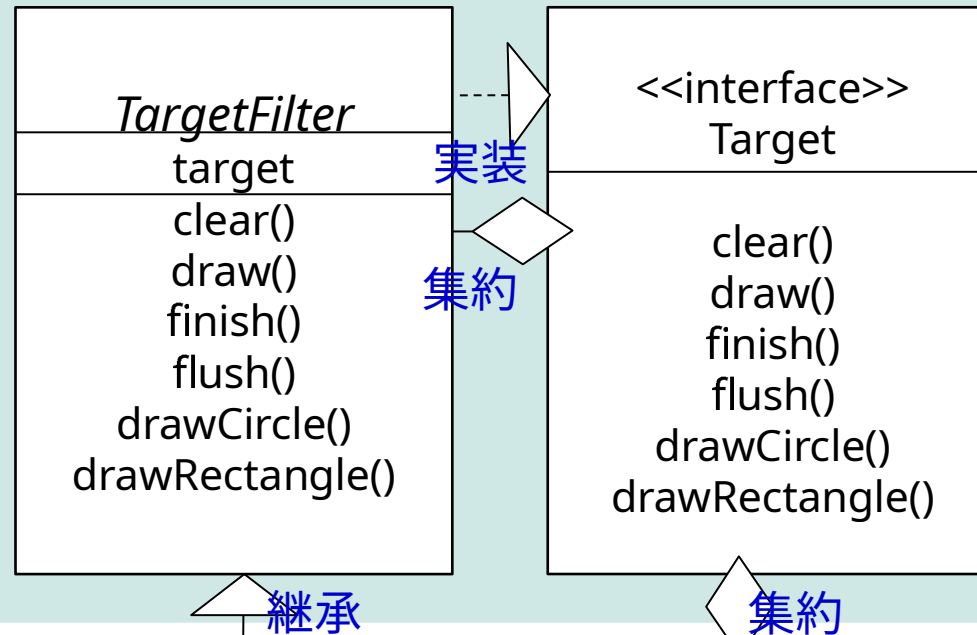 TargetFilter
target
clear()
draw()
finish()
flush()
drawCircle()
drawRectangle()
実装
集約
<<interface>>
Target
clear()
draw()
finish()
flush()
drawCircle()
drawRectangle()
継承
集約